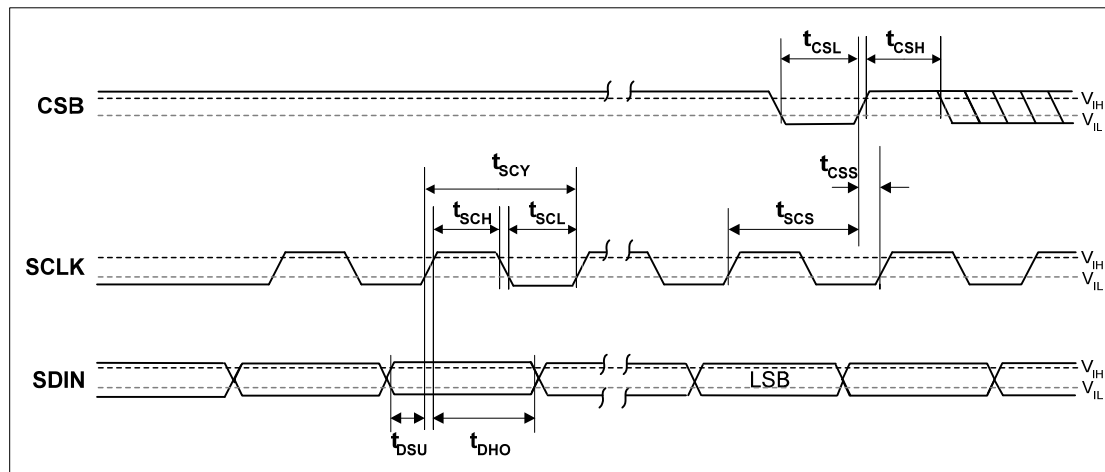 tCSL tCSH
CSB
VIH
VIL
tSCY
tCSS
tSCH tSCL
tSCS
SCLK
VIH
VIL
SDIN
LSB
VIH
VIL
tDSU tDHO